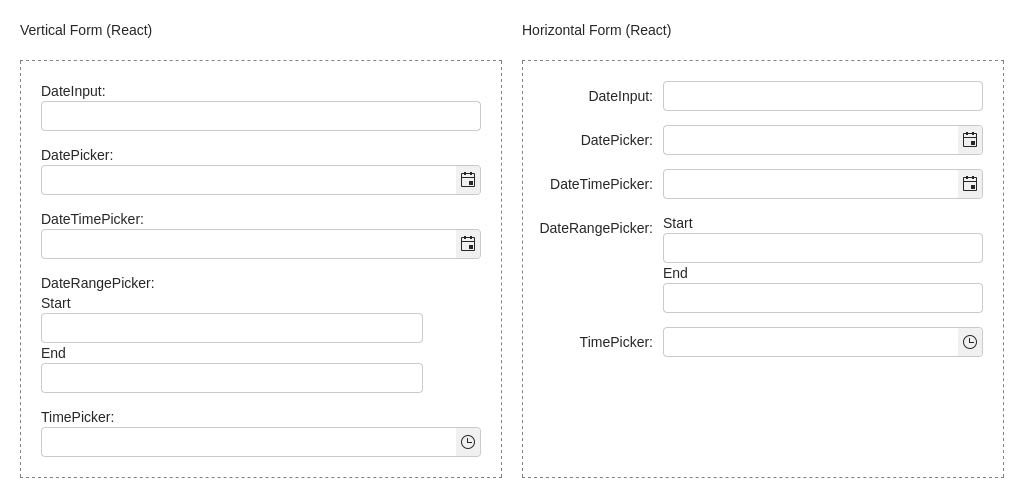 Vertical Form (React)
DateInput:
DatePicker:
DateTimePicker:
DateRangePicker:
Start
End
TimePicker:
Horizontal Form (React)
DateInput:
DatePicker:
DateTimePicker:
DateRangePicker:
Start
End
TimePicker: